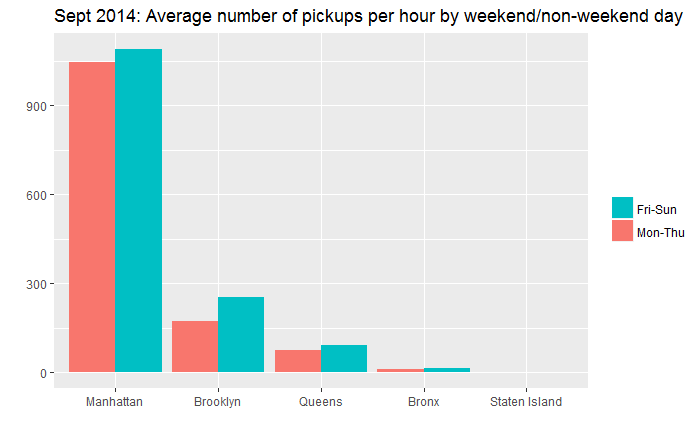 Sept 2014: Average number of pickups per hour by weekend/non-weekend day
900
600
300
0
Manhattan Brooklyn Queens Bronx Staten Island
Fri-Sun
Mon-Thu